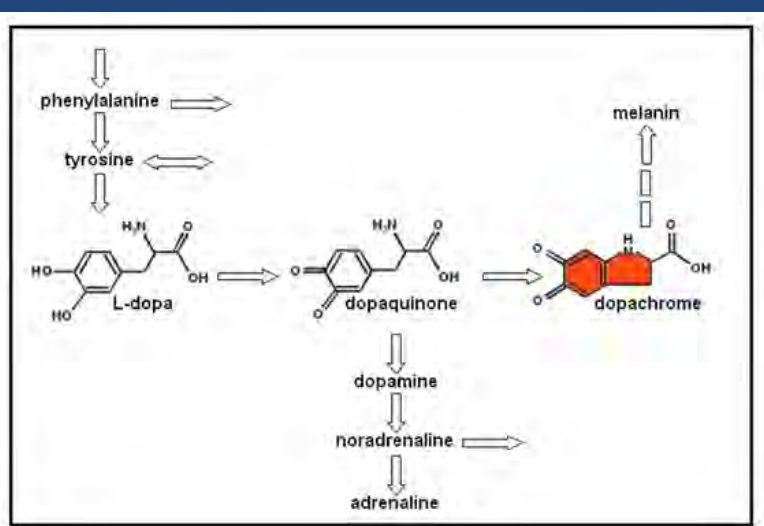 phenylalanine
melanin
tyrosine
H₂N
O
OH
HO
HO
L-dopa
H₂N
O
OH
O
O
dopaquinone
H
N
O
OH
O
O
dopachrome
dopamine
noradrenaline
adrenaline